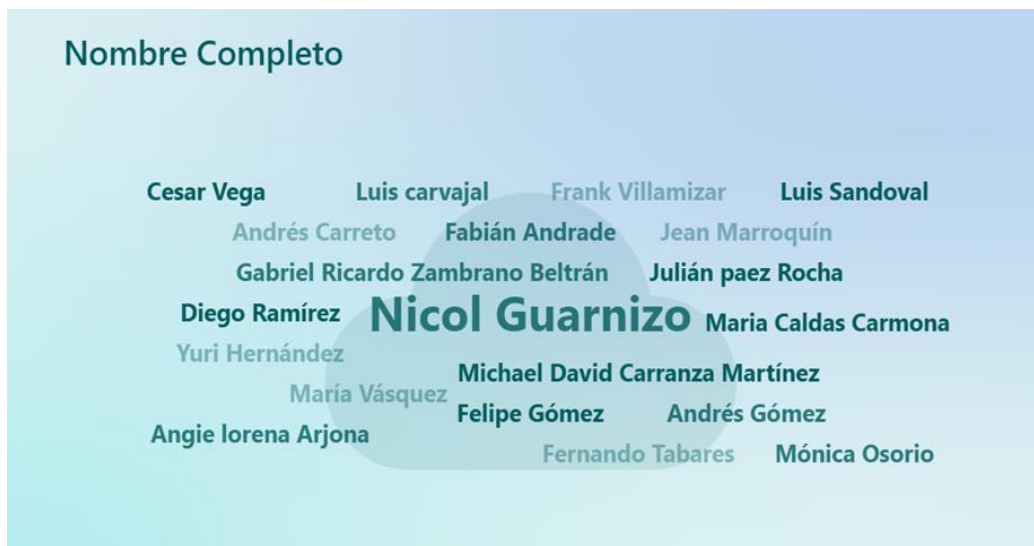 Nombre Completo
Cesar Vega Luis carvajal Frank Villamizar Luis Sandoval
Andrés Carreto Fabián Andrade Jean Marroquín
Gabriel Ricardo Zambrano Beltrán Julián paez Rocha
Diego Ramírez Nicol Guarnizo Maria Caldas Carmona
Yuri Hernández
Michael David Carranza Martínez
María Vásquez
Felipe Gómez Andrés Gómez
Angie lorena Arjona
Fernando Tabares Mónica Osorio